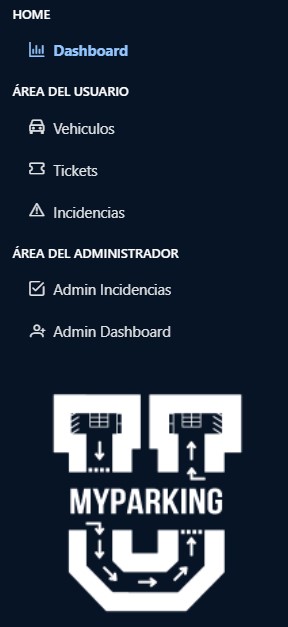 HOME
Dashboard
ÁREA DEL USUARIO
Vehiculos
Tickets
Incidencias
ÁREA DEL ADMINISTRADOR
Admin Incidencias
Admin Dashboard
MYPARKING